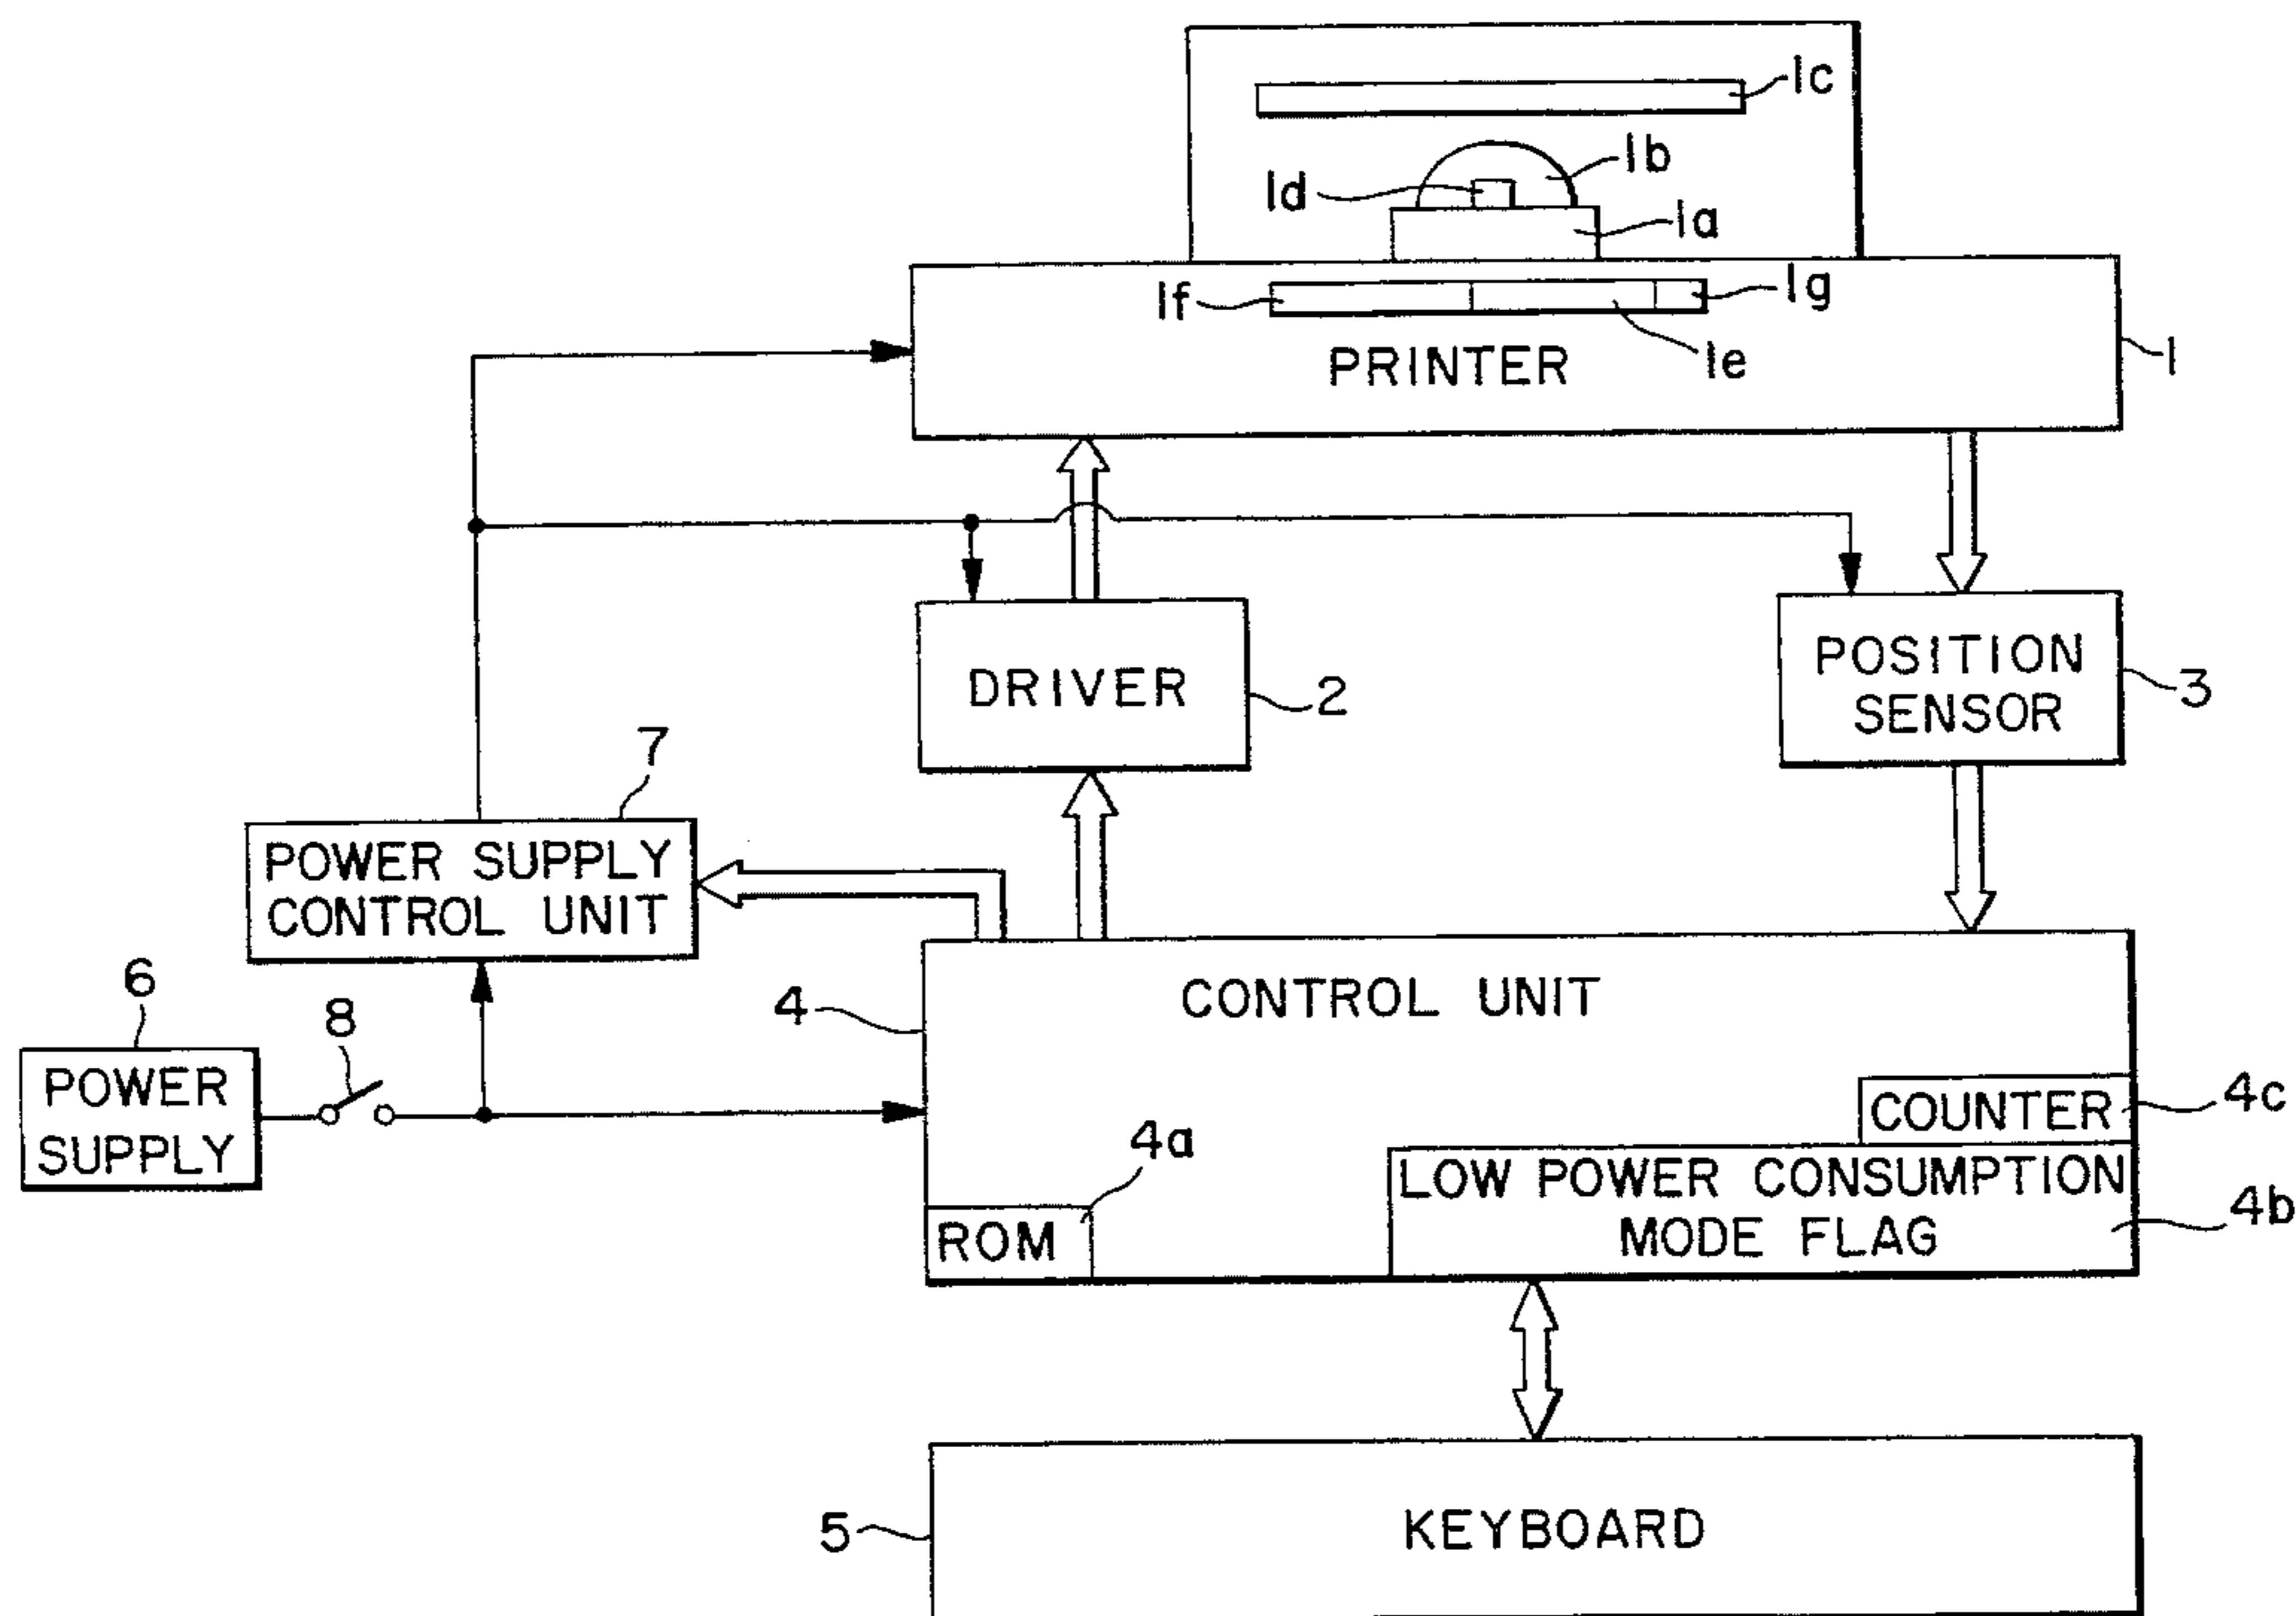 1c
1b
1d
1a
1f
1g
1e
PRINTER
1
DRIVER
2
POSITION
SENSOR
3
7
POWER SUPPLY
CONTROL UNIT
6
8
POWER
SUPPLY
4
CONTROL UNIT
COUNTER
4c
4a
ROM
LOW POWER CONSUMPTION
MODE FLAG
4b
5
KEYBOARD